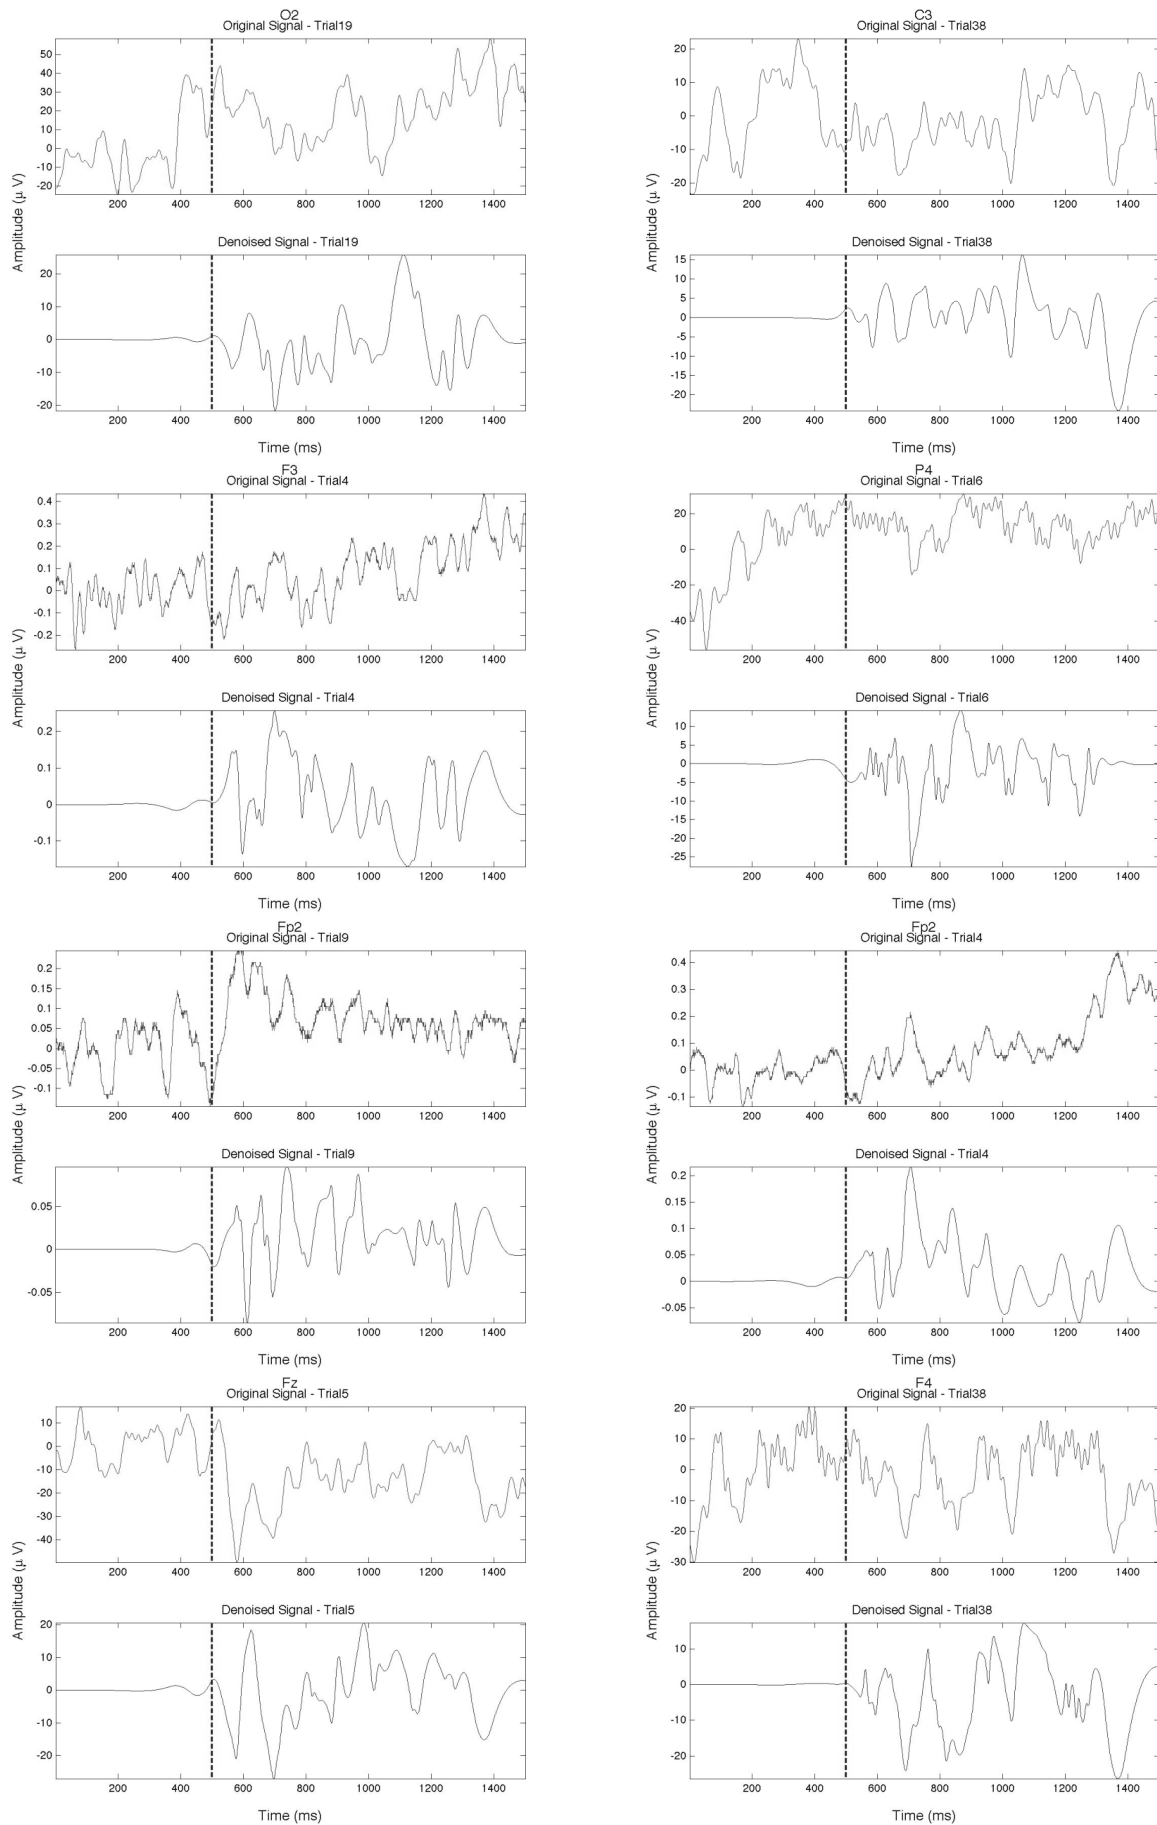 O2
Original Signal - Trial19
50
40
30
20
10
0
-10
-20
200 400 600 800 1000 1200 1400
Amplitude (μ V)
Denoised Signal - Trial19
20
10
0
-10
-20
200 400 600 800 1000 1200 1400
Time (ms)
C3
Original Signal - Trial38
20
10
0
-10
-20
200 400 600 800 1000 1200 1400
Amplitude (μ V)
Denoised Signal - Trial38
15
10
5
0
-5
-10
-15
-20
200 400 600 800 1000 1200 1400
Time (ms)
F3
Original Signal - Trial4
0.4
0.3
0.2
0.1
0
-0.1
-0.2
200 400 600 800 1000 1200 1400
Amplitude (μ V)
Denoised Signal - Trial4
0.2
0.1
0
-0.1
200 400 600 800 1000 1200 1400
Time (ms)
P4
Original Signal - Trial6
20
0
-20
-40
200 400 600 800 1000 1200 1400
Amplitude (μ V)
Denoised Signal - Trial6
10
5
0
-5
-10
-15
-20
-25
200 400 600 800 1000 1200 1400
Time (ms)
Fp2
Original Signal - Trial9
0.2
0.15
0.1
0.05
0
-0.05
-0.1
200 400 600 800 1000 1200 1400
Amplitude (μ V)
Denoised Signal - Trial9
0.05
0
-0.05
200 400 600 800 1000 1200 1400
Time (ms)
Fp2
Original Signal - Trial4
0.4
0.3
0.2
0.1
0
-0.1
200 400 600 800 1000 1200 1400
Amplitude (μ V)
Denoised Signal - Trial4
0.2
0.15
0.1
0.05
0
-0.05
200 400 600 800 1000 1200 1400
Time (ms)
Fz
Original Signal - Trial5
10
0
-10
-20
-30
-40
200 400 600 800 1000 1200 1400
Amplitude (μ V)
Denoised Signal - Trial5
20
10
0
-10
-20
200 400 600 800 1000 1200 1400
Time (ms)
F4
Original Signal - Trial38
20
10
0
-10
-20
-30
200 400 600 800 1000 1200 1400
Amplitude (μ V)
Denoised Signal - Trial38
10
0
-10
-20
200 400 600 800 1000 1200 1400
Time (ms)